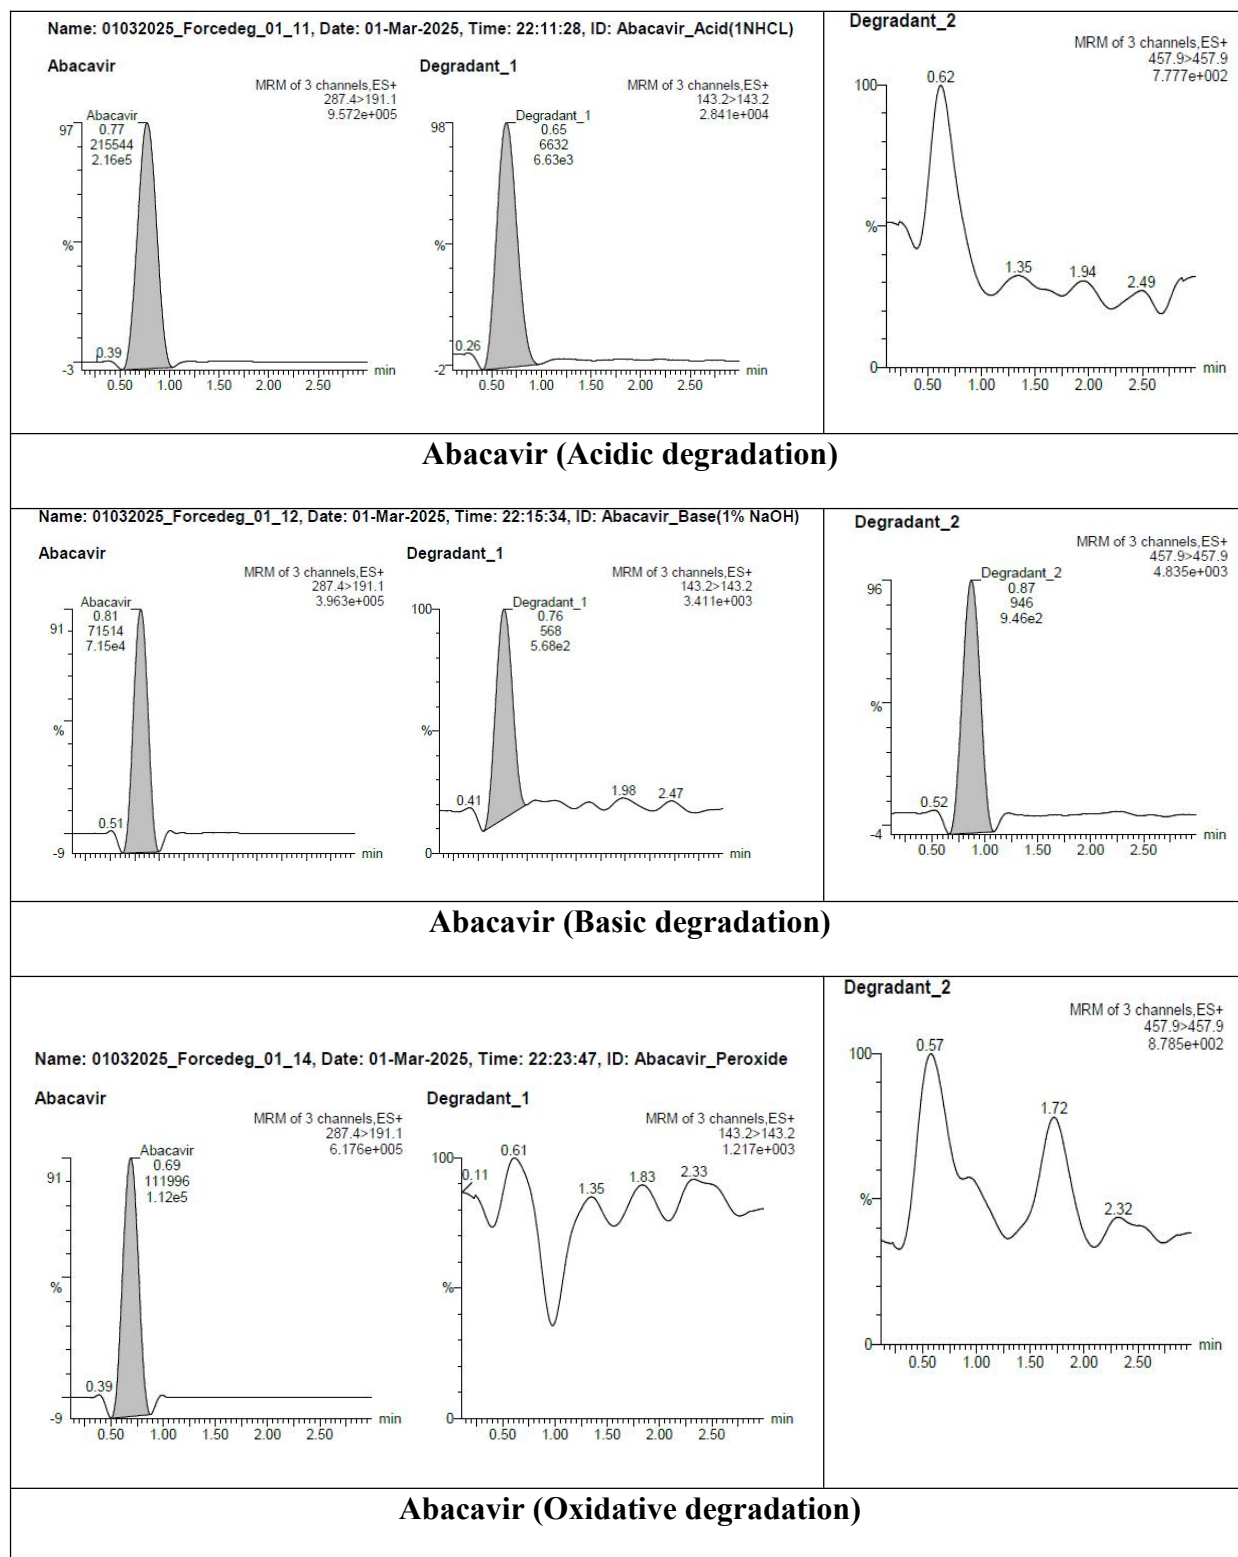 Name: 01032025_Forcedeg_01_11, Date: 01-Mar-2025, Time: 22:11:28, ID: Abacavir_Acid(1NHCL)
Abacavir
MRM of 3 channels,ES+
287.4>191.1
9.572e+005
Abacavir
0.77
215544
2.16e5
97
%
-3
0.39
0.50 1.00 1.50 2.00 2.50
min
Degradant_1
MRM of 3 channels,ES+
143.2>143.2
2.841e+004
Degradant_1
0.65
6632
6.63e3
98
%
-2
0.26
0.50 1.00 1.50 2.00 2.50
min
Degradant_2
MRM of 3 channels,ES+
457.9>457.9
7.777e+002
100
0.62
%
1.35
1.94
2.49
0
0.50 1.00 1.50 2.00 2.50
min
Abacavir (Acidic degradation)
Name: 01032025_Forcedeg_01_12, Date: 01-Mar-2025, Time: 22:15:34, ID: Abacavir_Base(1% NaOH)
Abacavir
MRM of 3 channels,ES+
287.4>191.1
3.963e+005
Abacavir
0.81
71514
7.15e4
91
%
0.51
-9
min
Degradant_1
MRM of 3 channels,ES+
143.2>143.2
3.411e+003
Degradant_1
0.76
568
5.68e2
100
%
0.41
1.98
2.47
0
min
Degradant_2
MRM of 3 channels,ES+
457.9>457.9
4.835e+003
Degradant_2
0.87
946
9.46e2
96
%
0.52
-4
0.50 1.00 1.50 2.00 2.50
min
Abacavir (Basic degradation)
Name: 01032025_Forcedeg_01_14, Date: 01-Mar-2025, Time: 22:23:47, ID: Abacavir_Peroxide
Abacavir
MRM of 3 channels,ES+
287.4>191.1
6.176e+005
Abacavir
0.69
111996
1.12e5
91
%
0.39
-9
0.50 1.00 1.50 2.00 2.50
min
Degradant_1
MRM of 3 channels,ES+
143.2>143.2
1.217e+003
100
0.11
0.61
1.35
1.83
2.33
%
0
0.50 1.00 1.50 2.00 2.50
min
Degradant_2
MRM of 3 channels,ES+
457.9>457.9
8.785e+002
100
0.57
1.72
%
2.32
0
0.50 1.00 1.50 2.00 2.50
min
Abacavir (Oxidative degradation)